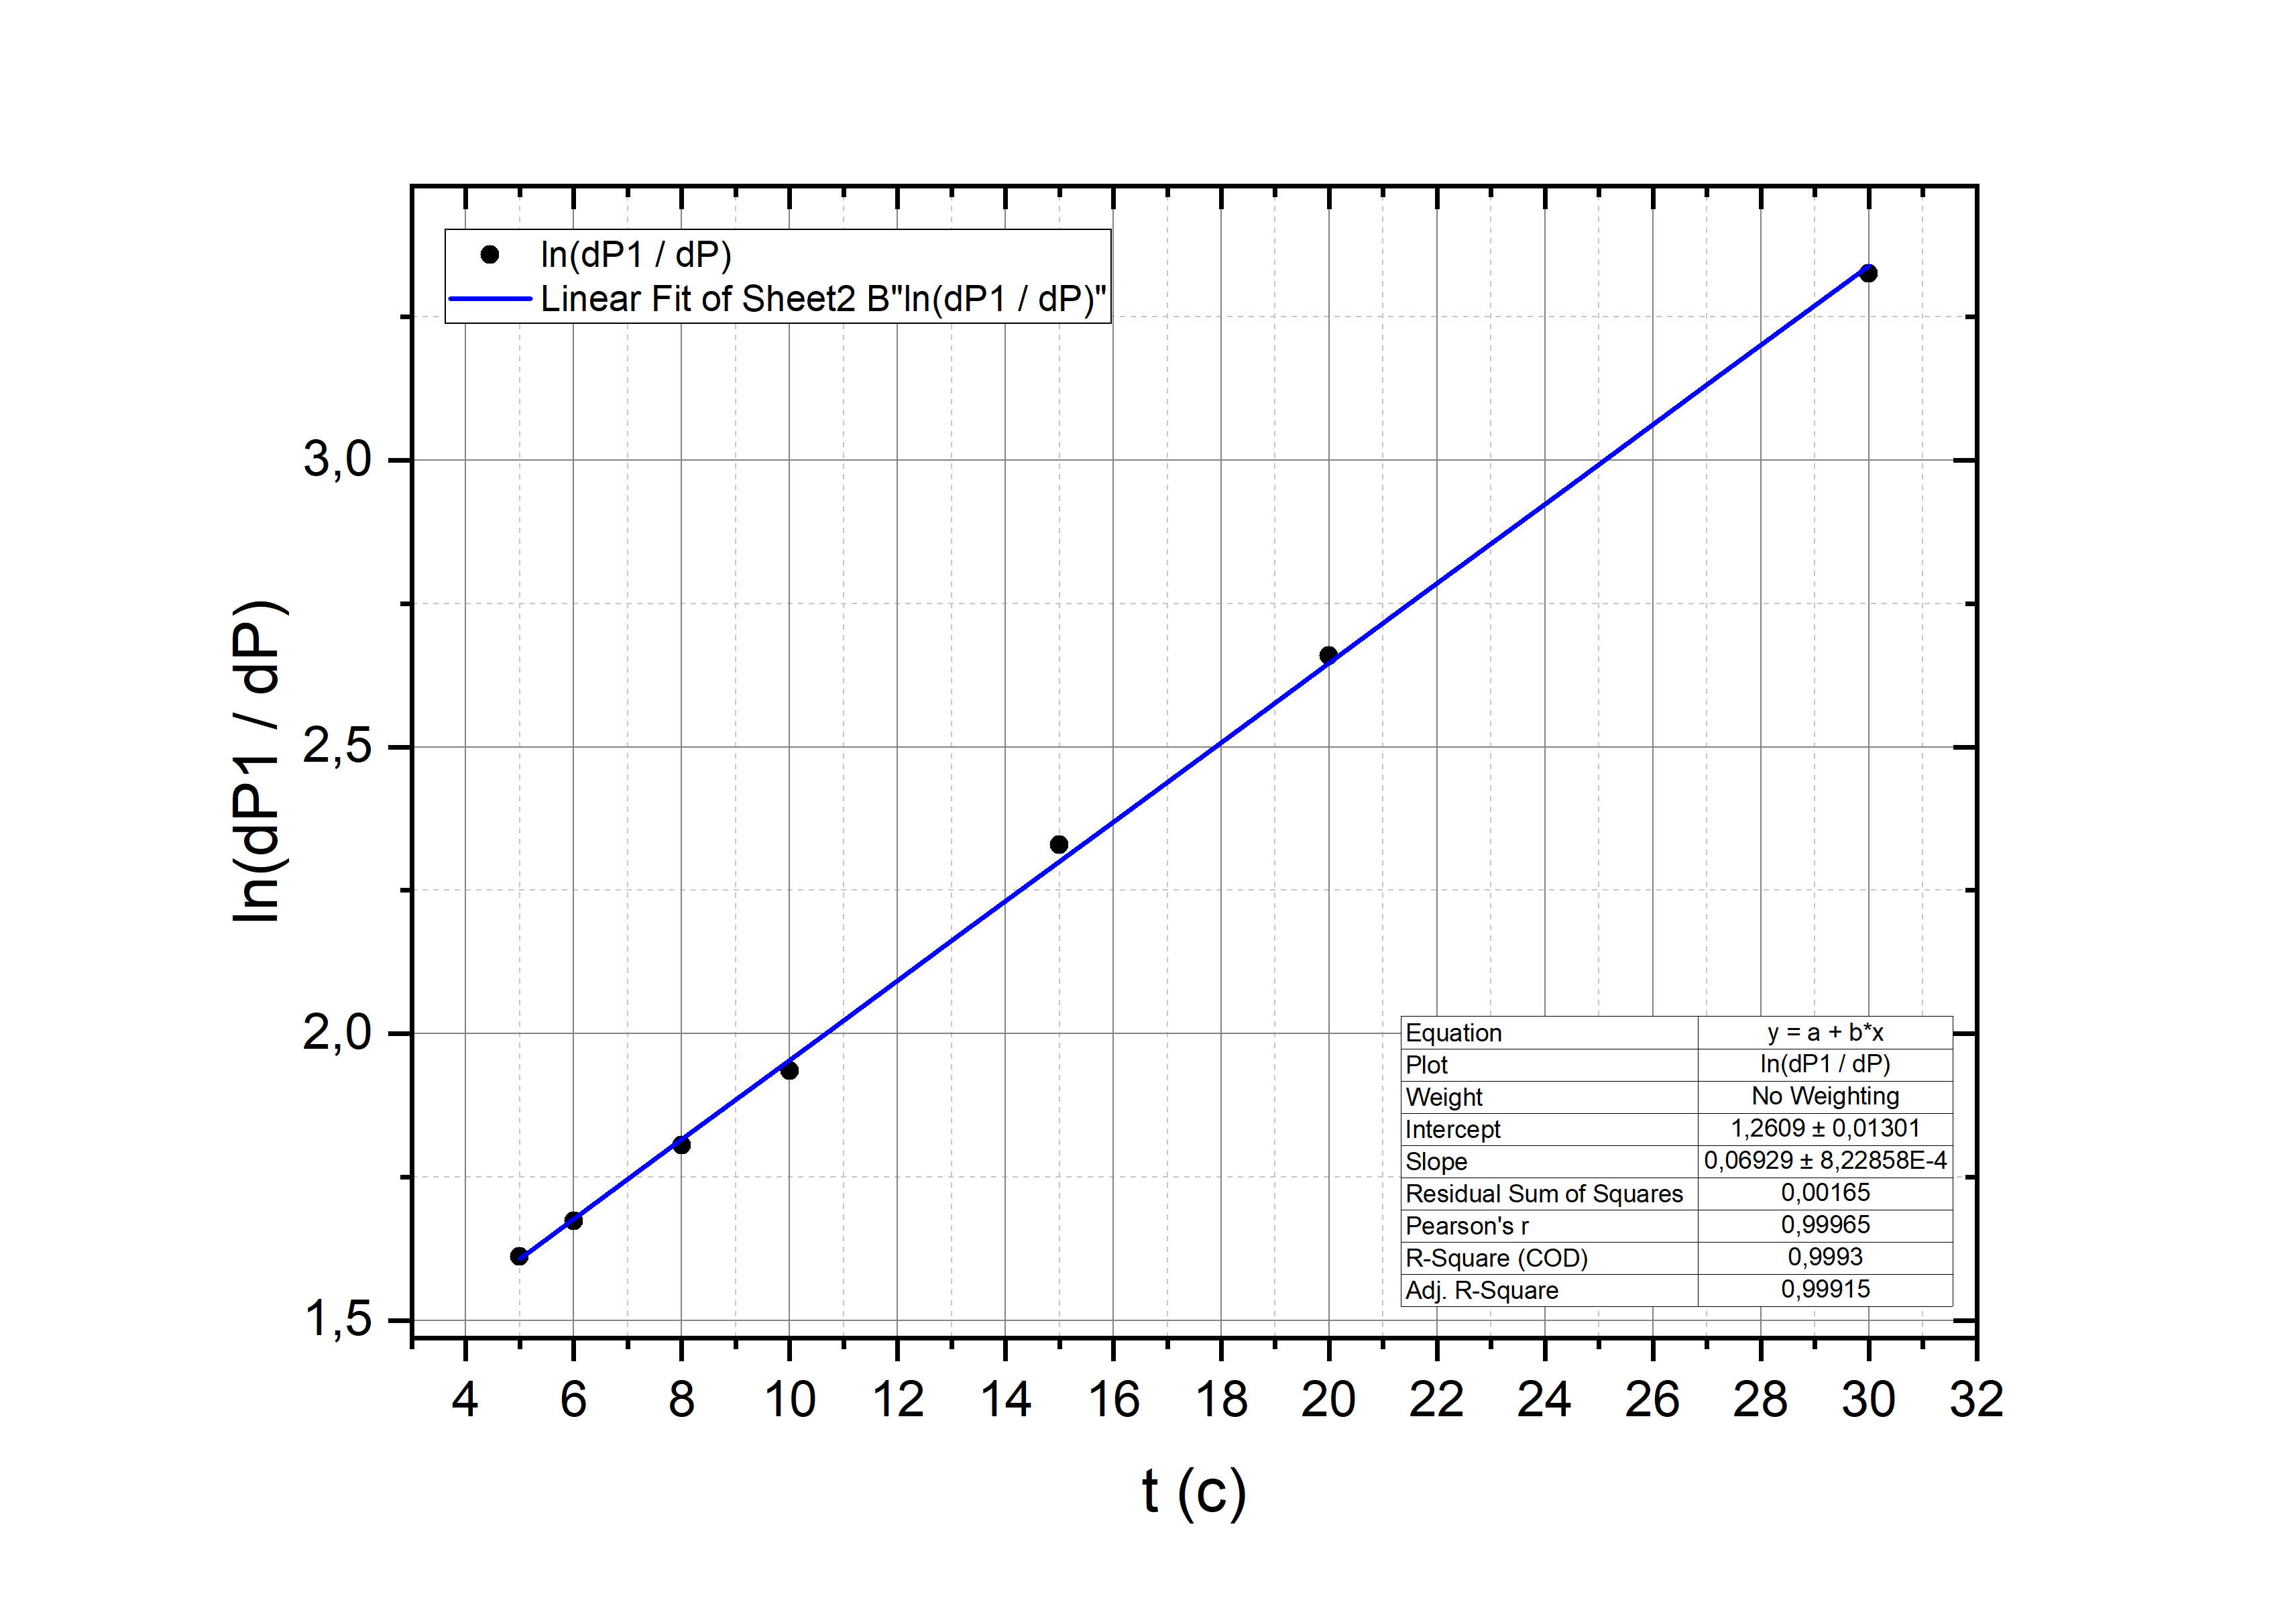 ln(dP1 / dP)
Linear Fit of Sheet2 B"ln(dP1 / dP)"
ln(dP1 / dP)
3,0
2,5
2,0
1,5
Equation y = a + b*x
Plot ln(dP1 / dP)
Weight No Weighting
Intercept 1,2609 ± 0,01301
Slope 0,06929 ± 8,22858E-4
Residual Sum of Squares 0,00165
Pearson's r 0,99965
R-Square (COD) 0,9993
Adj. R-Square 0,99915
4 6 8 10 12 14 16 18 20 22 24 26 28 30 32
t (c)